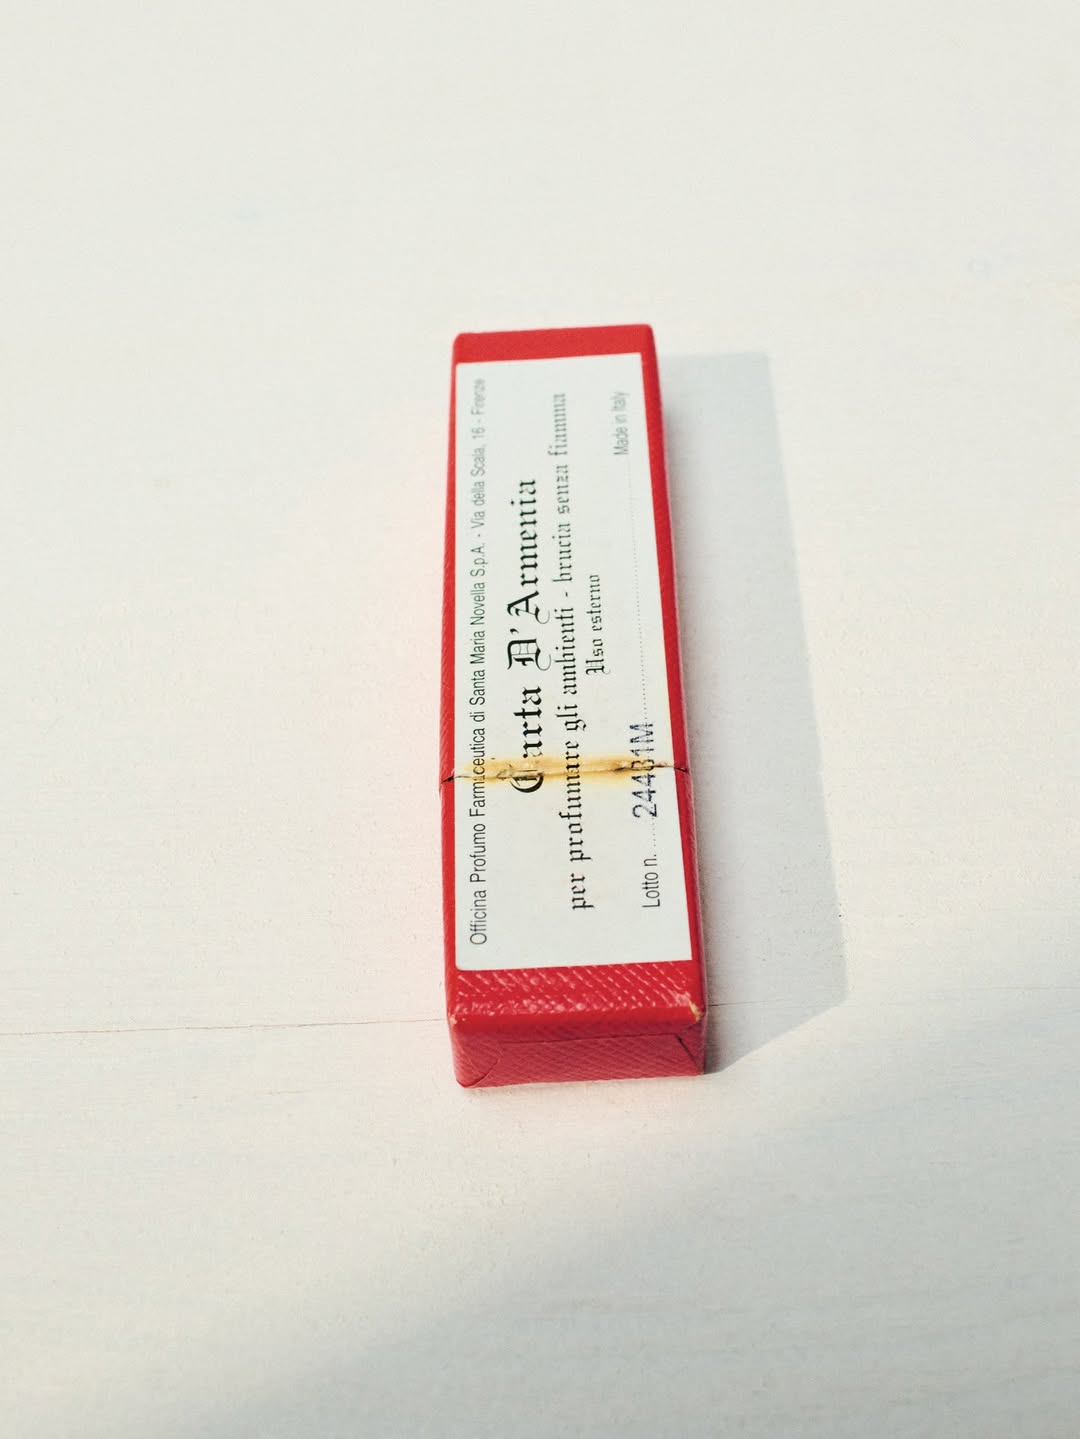 Officina Profumo Farmaceutica di Santa Maria Novella S.p.A. - Via della Scala, 16 - Firenze
Carta D'Armenia
per profumare gli ambienti - brucia senza fiamma
Uso esterno
Lotto n. 24431M Made in Italy